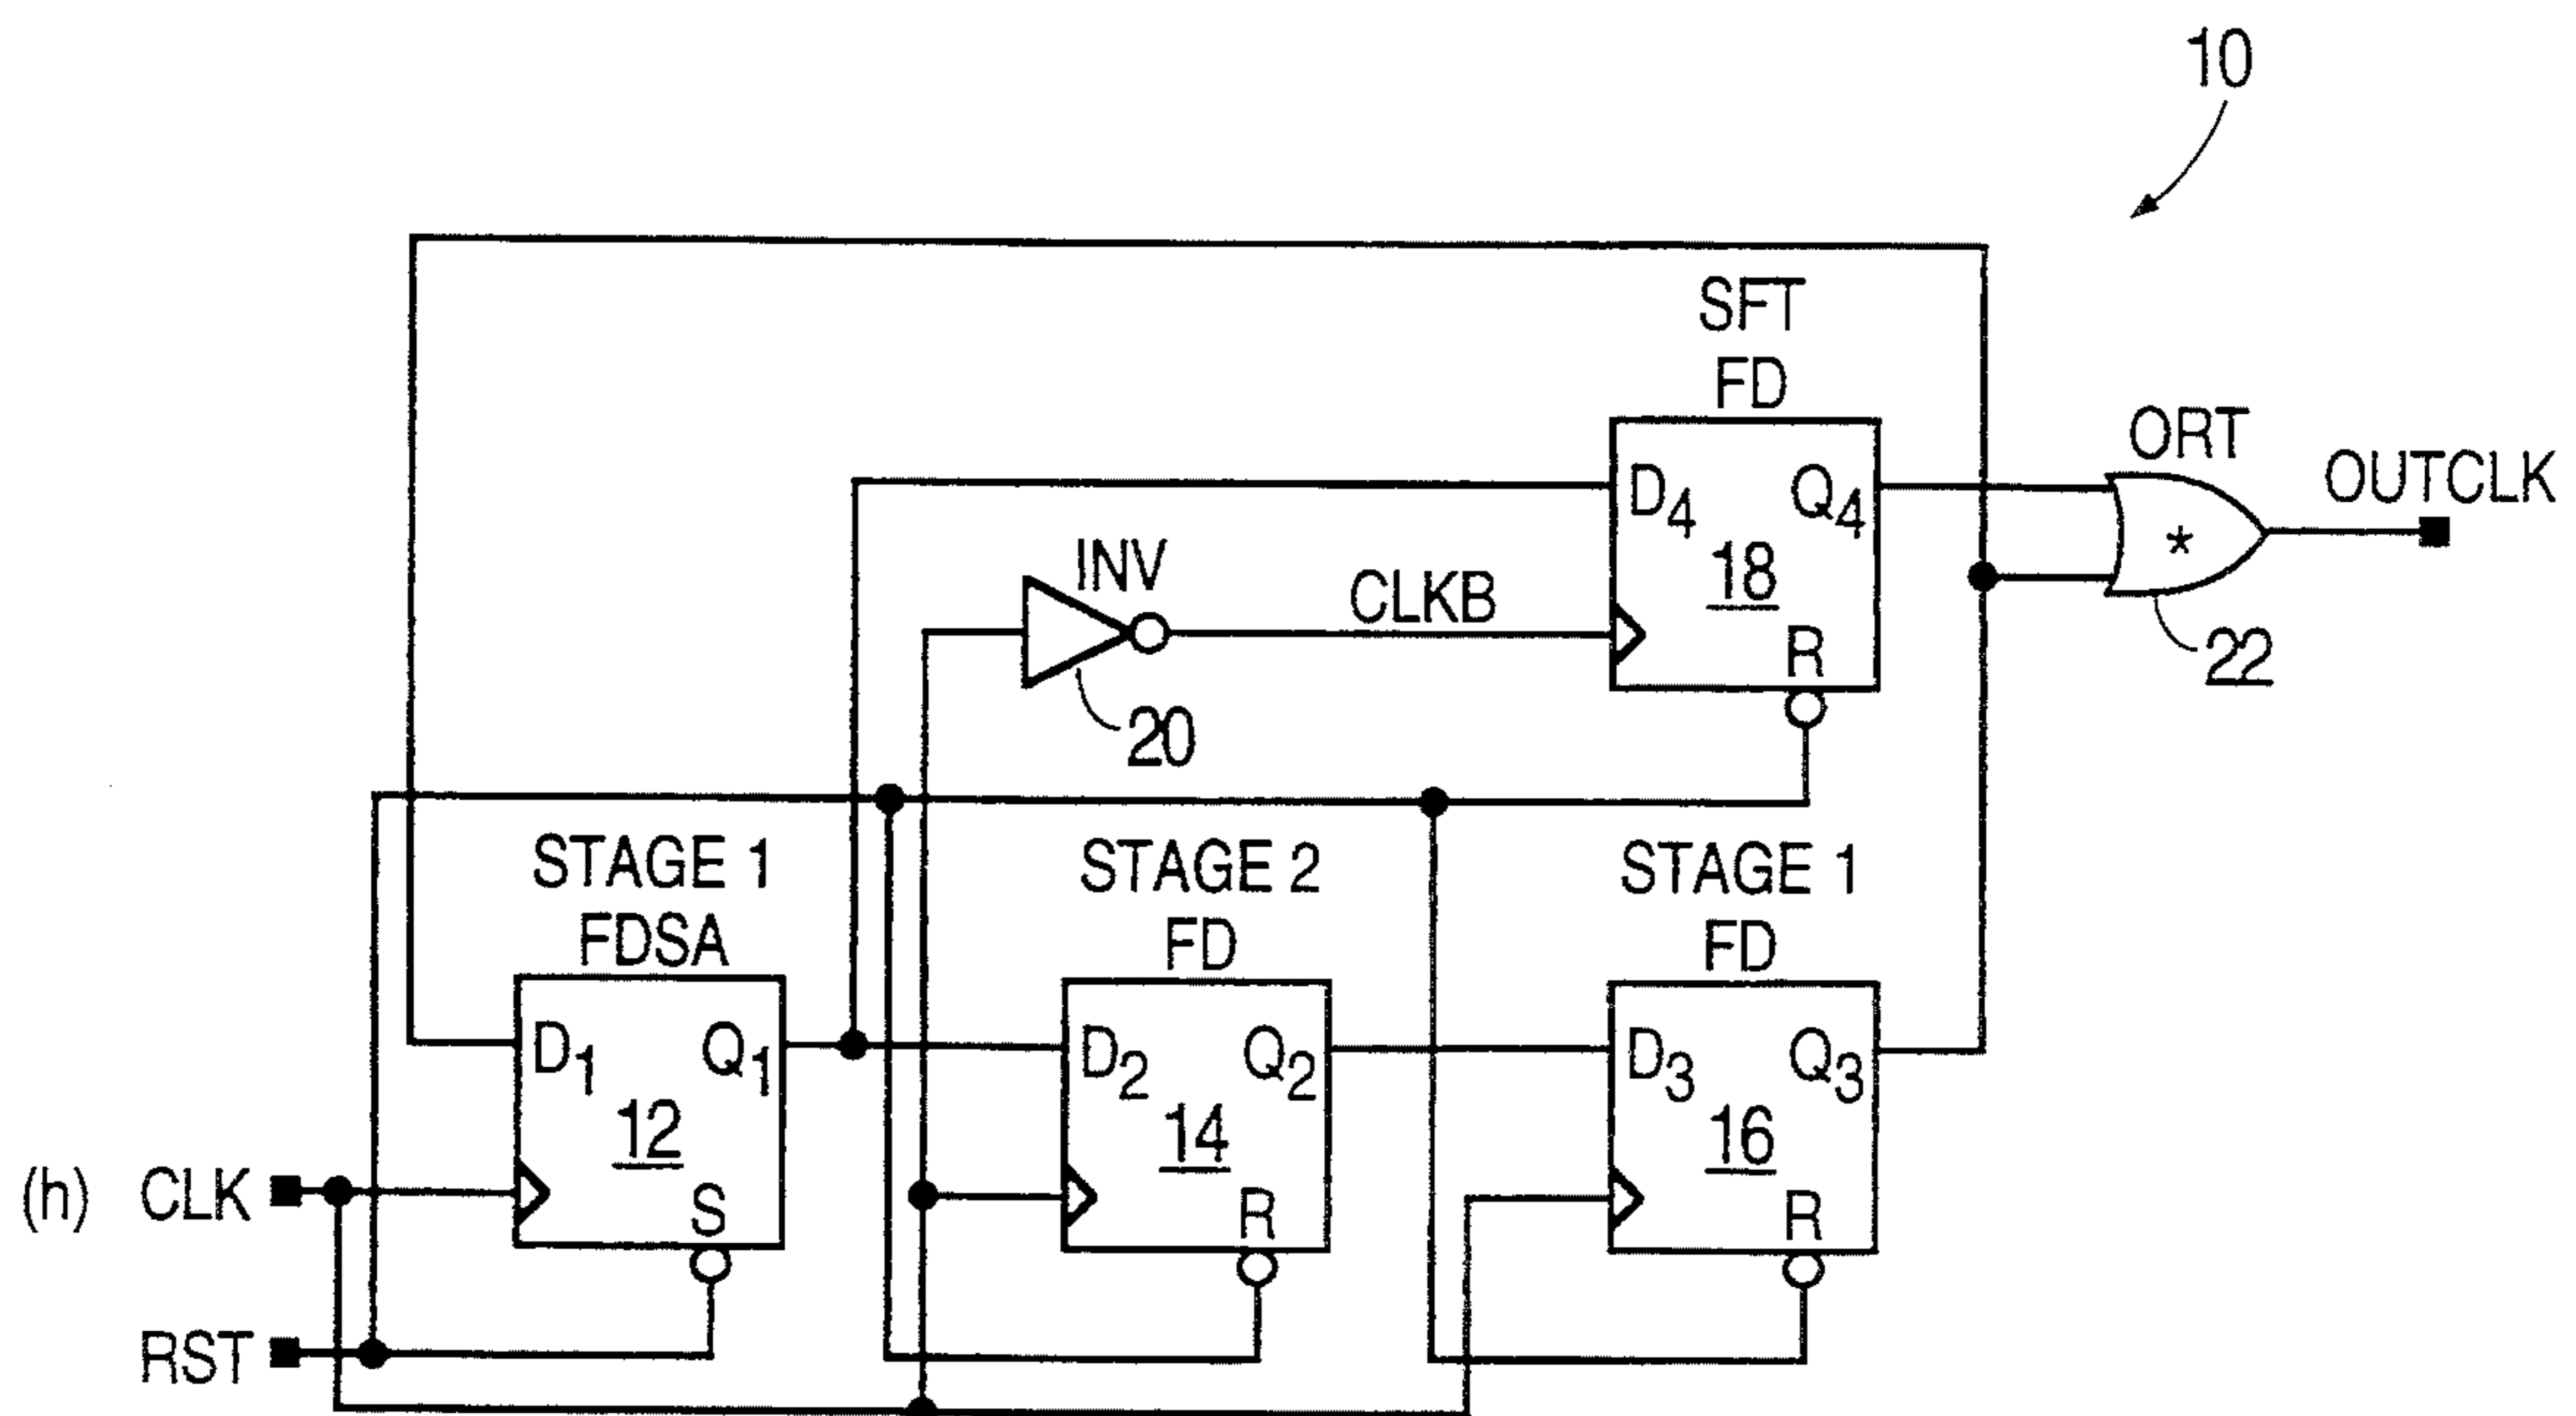 10
SFT
FD
D4 Q4
18
R
ORT
*
OUTCLK
22
INV
CLKB
20
STAGE 1
FDSA
D1 Q1
12
S
STAGE 2
FD
D2 Q2
14
R
STAGE 1
FD
D3 Q3
16
R
(h) CLK
RST